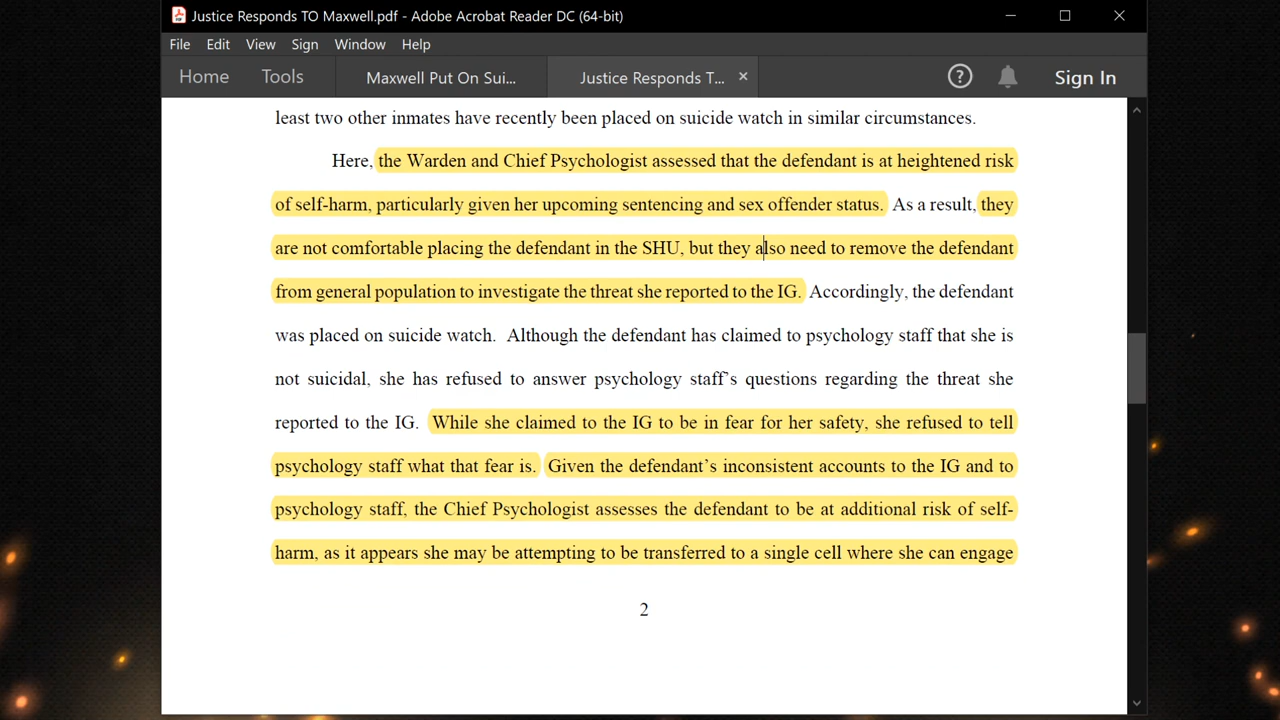 Justice Responds TO Maxwell.pdf - Adobe Acrobat Reader DC (64-bit)
File Edit View Sign Window Help
Home Tools Maxwell Put On Sui... Justice Responds T... × ? Sign In
least two other inmates have recently been placed on suicide watch in similar circumstances.
Here, the Warden and Chief Psychologist assessed that the defendant is at heightened risk
of self-harm, particularly given her upcoming sentencing and sex offender status. As a result, they
are not comfortable placing the defendant in the SHU, but they also need to remove the defendant
from general population to investigate the threat she reported to the IG. Accordingly, the defendant
was placed on suicide watch. Although the defendant has claimed to psychology staff that she is
not suicidal, she has refused to answer psychology staff’s questions regarding the threat she
reported to the IG. While she claimed to the IG to be in fear for her safety, she refused to tell
psychology staff what that fear is. Given the defendant’s inconsistent accounts to the IG and to
psychology staff, the Chief Psychologist assesses the defendant to be at additional risk of self-
harm, as it appears she may be attempting to be transferred to a single cell where she can engage
2